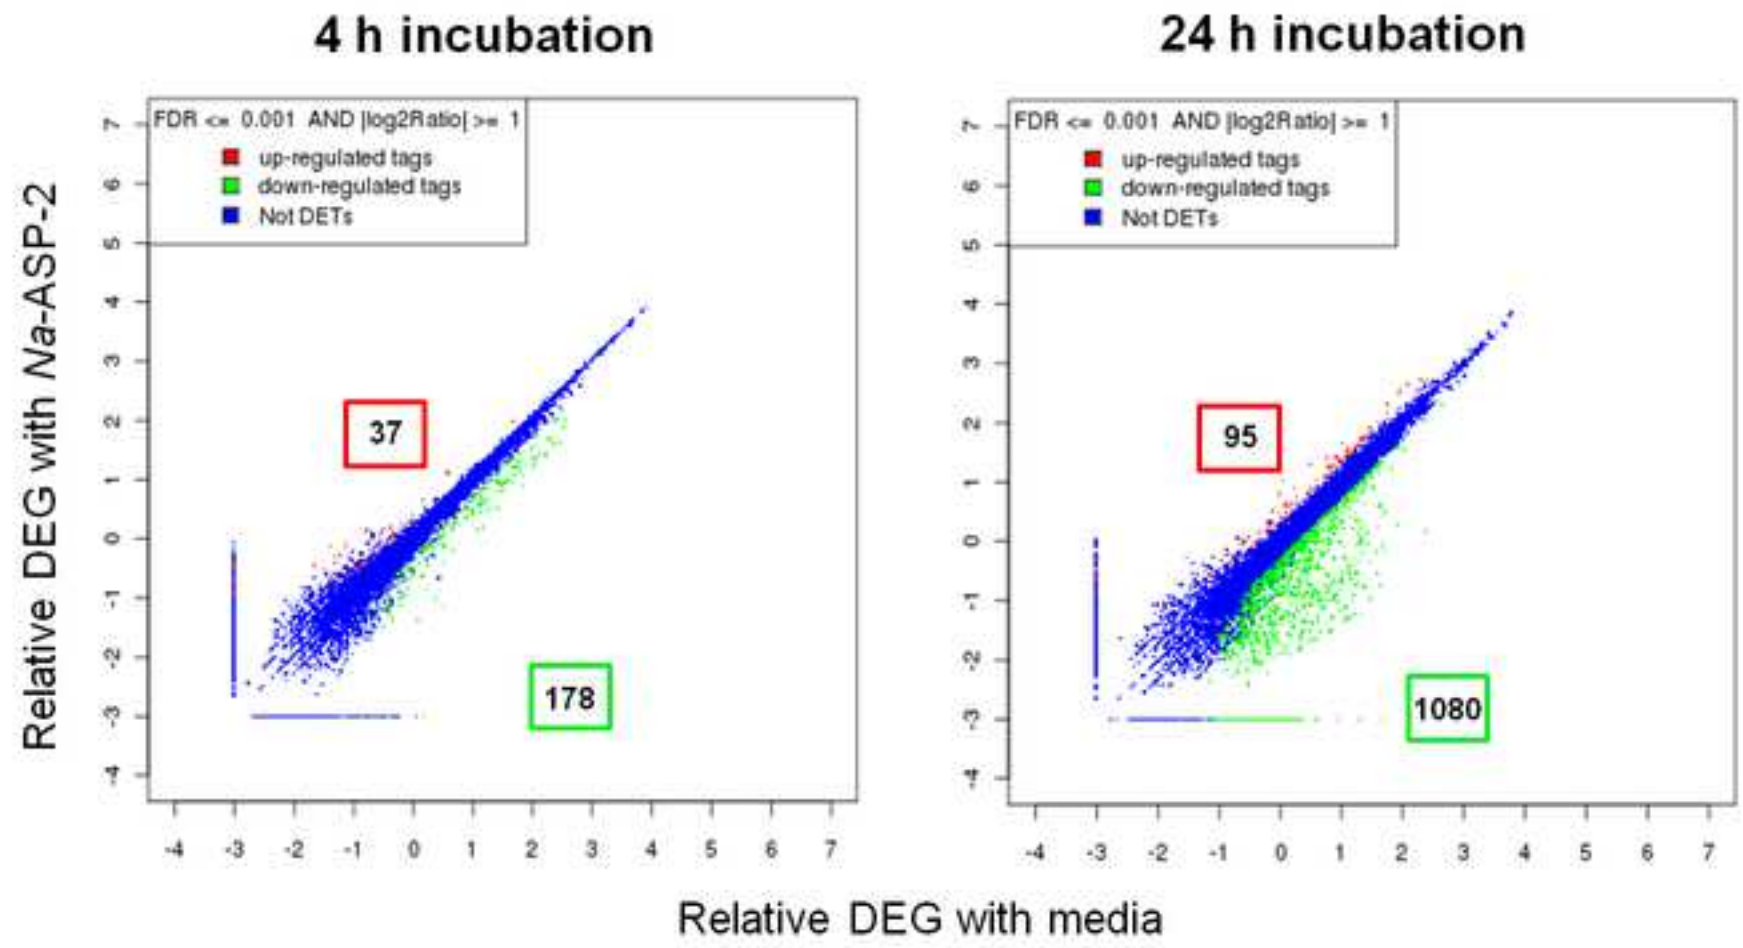 4 h incubation
24 h incubation
Relative DEG with Na-ASP-2
FDR <= 0.001 AND |log2Ratio| >= 1
up-regulated tags
down-regulated tags
Not DETs
7
6
5
4
3
2
1
0
-1
-2
-3
-4
37
178
-4 -3 -2 -1 0 1 2 3 4 5 6 7
FDR <= 0.001 AND |log2Ratio| >= 1
up-regulated tags
down-regulated tags
Not DETs
7
6
5
4
3
2
1
0
-1
-2
-3
-4
95
1080
-4 -3 -2 -1 0 1 2 3 4 5 6 7
Relative DEG with media